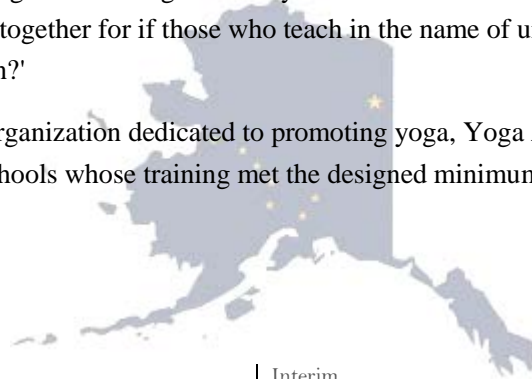 together for if those who teach in the name of
?'
rganization dedicated to promoting yoga, Yoga
hools whose training met the designed minimum
Interim